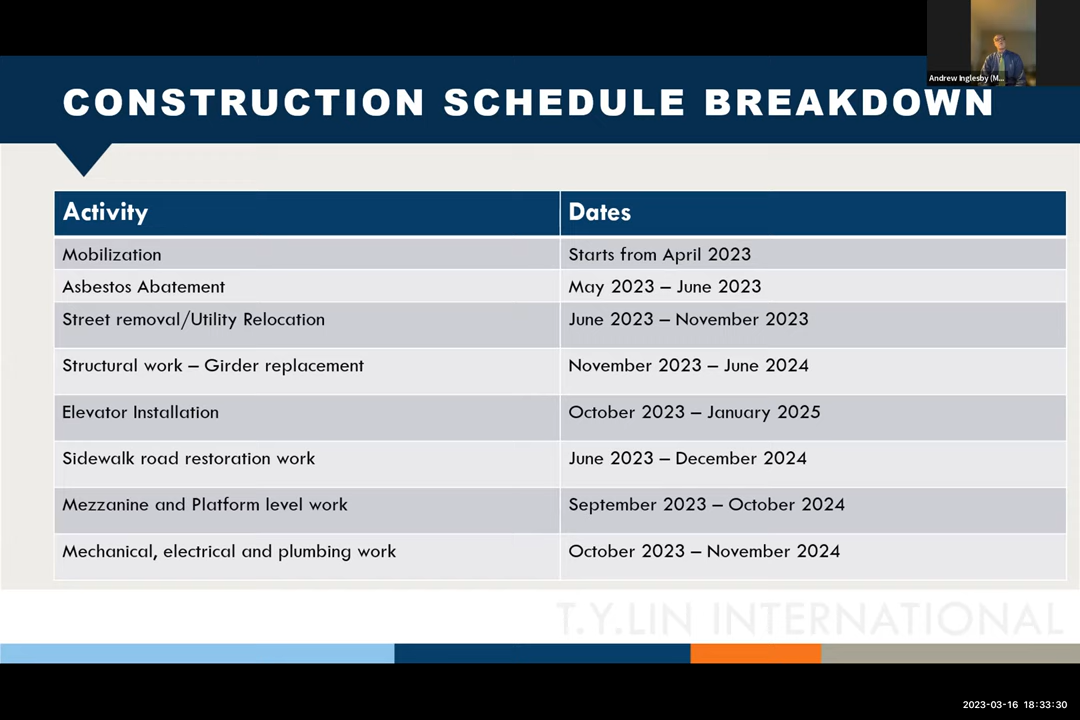 Andrew Inglesby (M...
CONSTRUCTION SCHEDULE BREAKDOWN
Activity Dates
Mobilization Starts from April 2023
Asbestos Abatement May 2023 – June 2023
Street removal/Utility Relocation June 2023 – November 2023
Structural work – Girder replacement November 2023 – June 2024
Elevator Installation October 2023 – January 2025
Sidewalk road restoration work June 2023 – December 2024
Mezzanine and Platform level work September 2023 – October 2024
Mechanical, electrical and plumbing work October 2023 – November 2024
T.Y.LIN INTERNATIONAL
2023-03-16 18:33:30